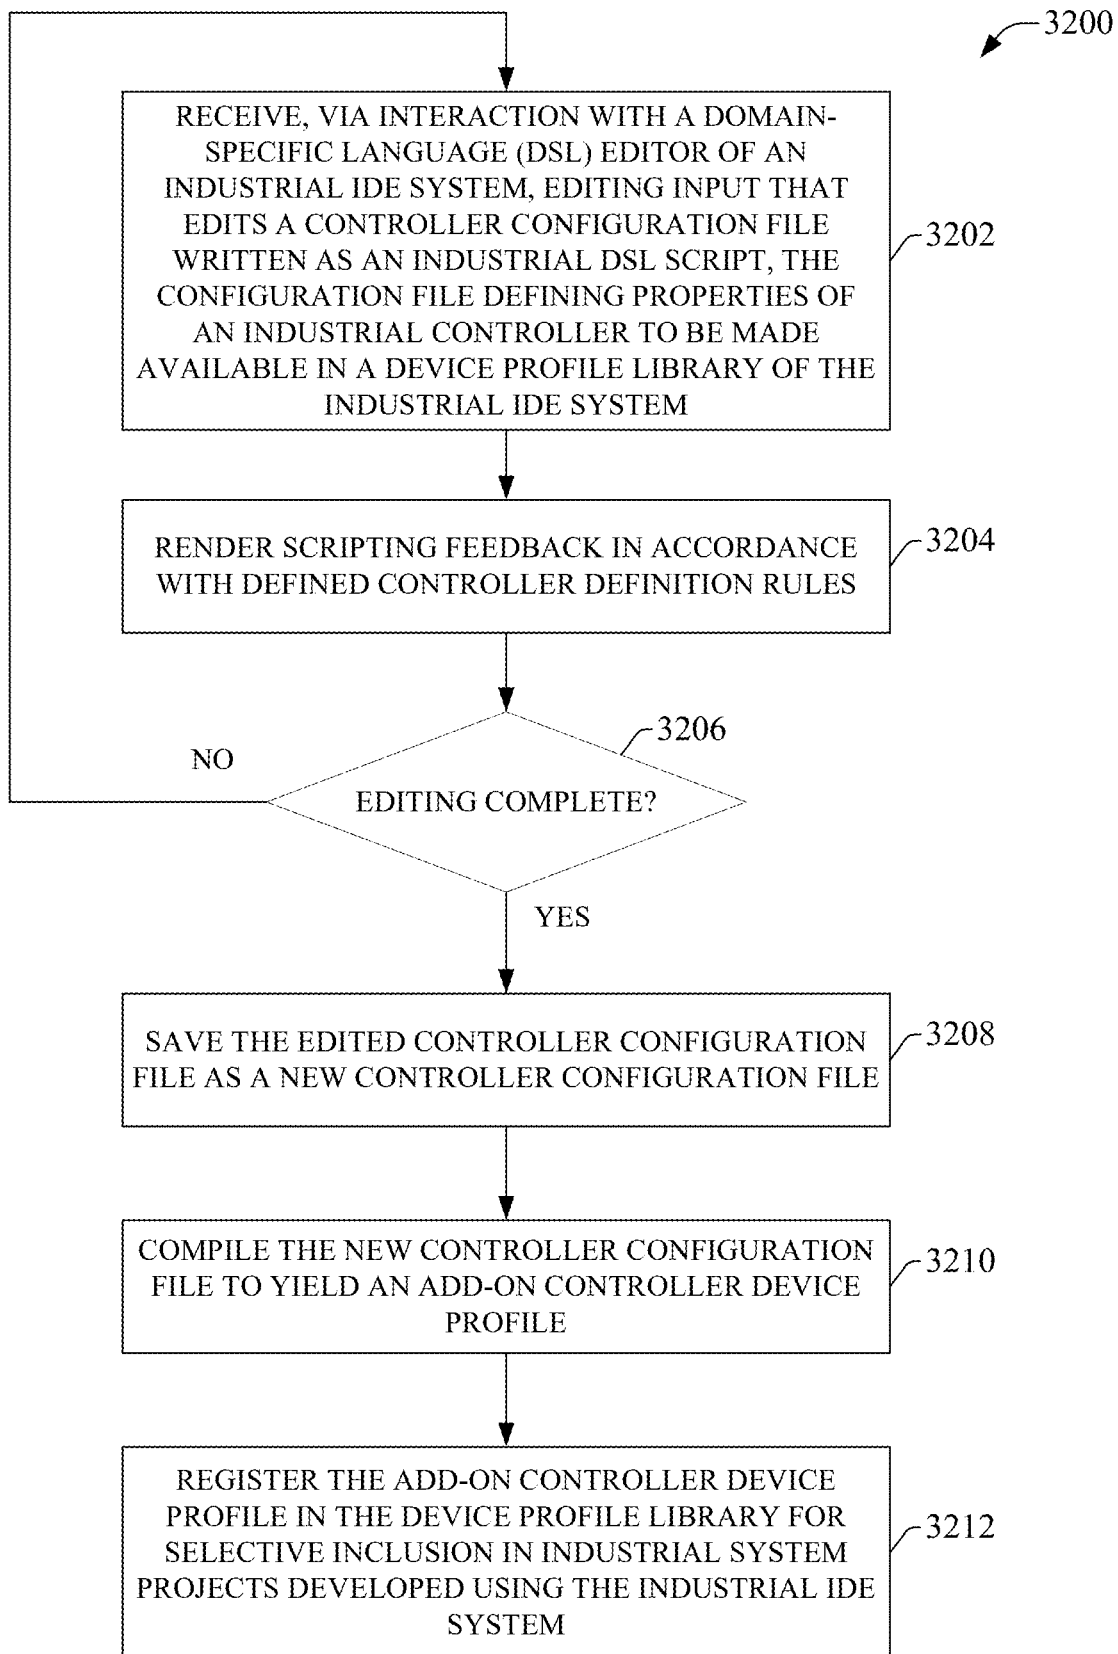 3200
RECEIVE, VIA INTERACTION WITH A DOMAIN-
SPECIFIC LANGUAGE (DSL) EDITOR OF AN
INDUSTRIAL IDE SYSTEM, EDITING INPUT THAT
EDITS A CONTROLLER CONFIGURATION FILE
WRITTEN AS AN INDUSTRIAL DSL SCRIPT, THE
CONFIGURATION FILE DEFINING PROPERTIES OF
AN INDUSTRIAL CONTROLLER TO BE MADE
AVAILABLE IN A DEVICE PROFILE LIBRARY OF THE
INDUSTRIAL IDE SYSTEM
3202
RENDER SCRIPTING FEEDBACK IN ACCORDANCE
WITH DEFINED CONTROLLER DEFINITION RULES
3204
3206
NO
EDITING COMPLETE?
YES
SAVE THE EDITED CONTROLLER CONFIGURATION
FILE AS A NEW CONTROLLER CONFIGURATION FILE
3208
COMPILE THE NEW CONTROLLER CONFIGURATION
FILE TO YIELD AN ADD-ON CONTROLLER DEVICE
PROFILE
3210
REGISTER THE ADD-ON CONTROLLER DEVICE
PROFILE IN THE DEVICE PROFILE LIBRARY FOR
SELECTIVE INCLUSION IN INDUSTRIAL SYSTEM
PROJECTS DEVELOPED USING THE INDUSTRIAL IDE
SYSTEM
3212